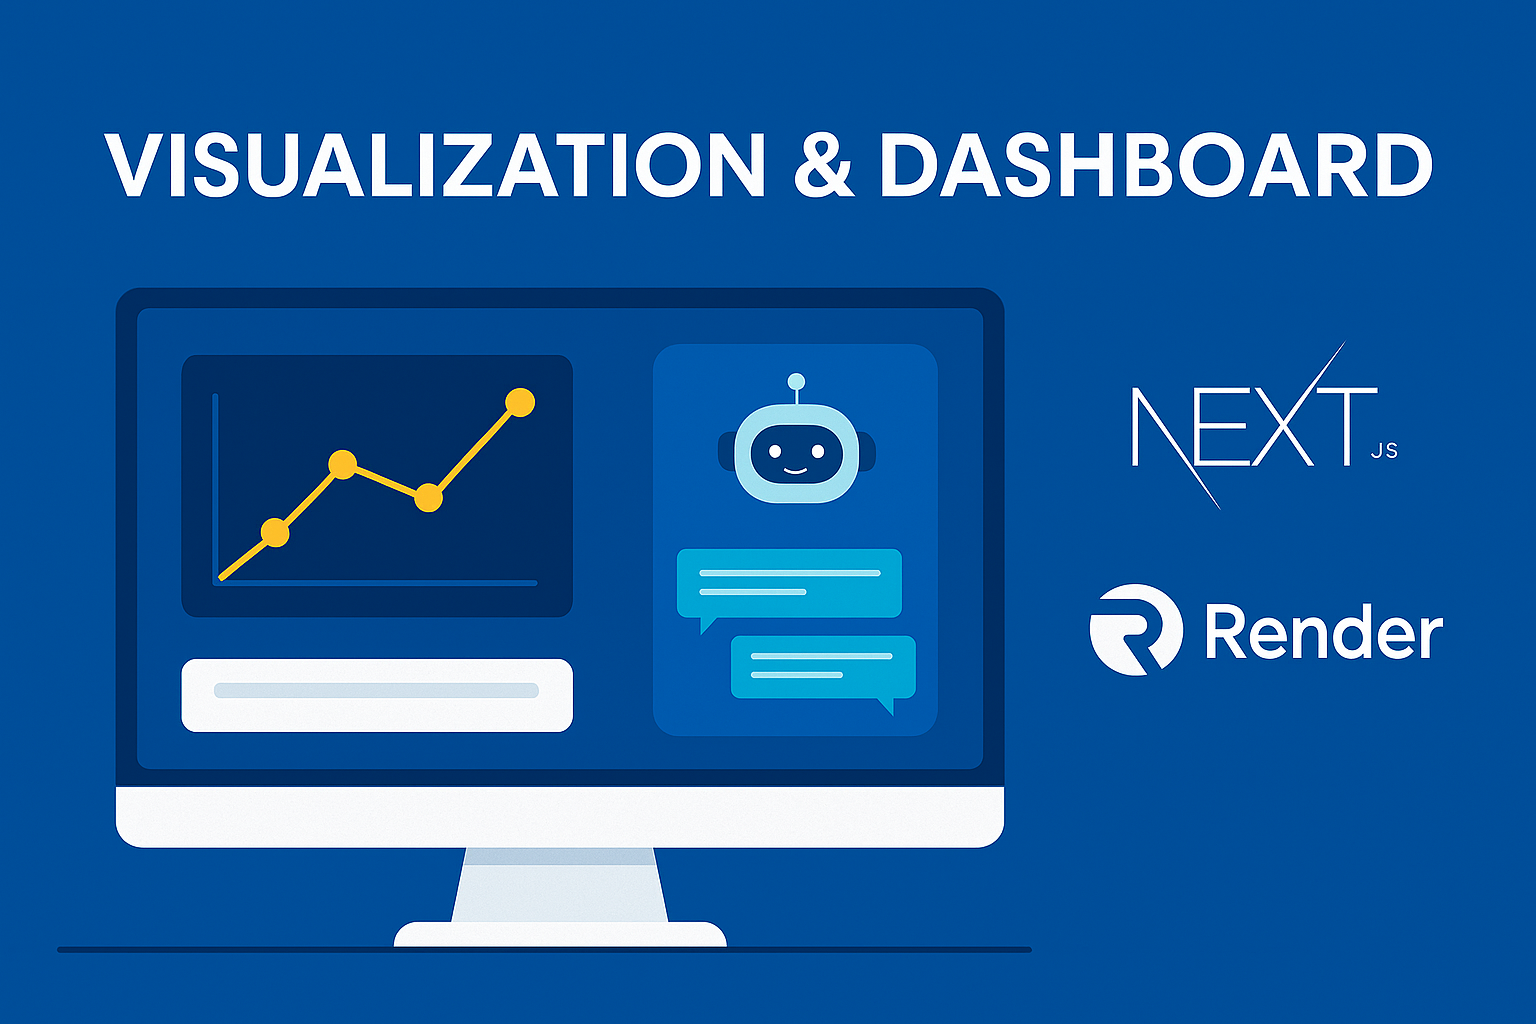 VISUALIZATION & DASHBOARD
NEXT.JS
Render